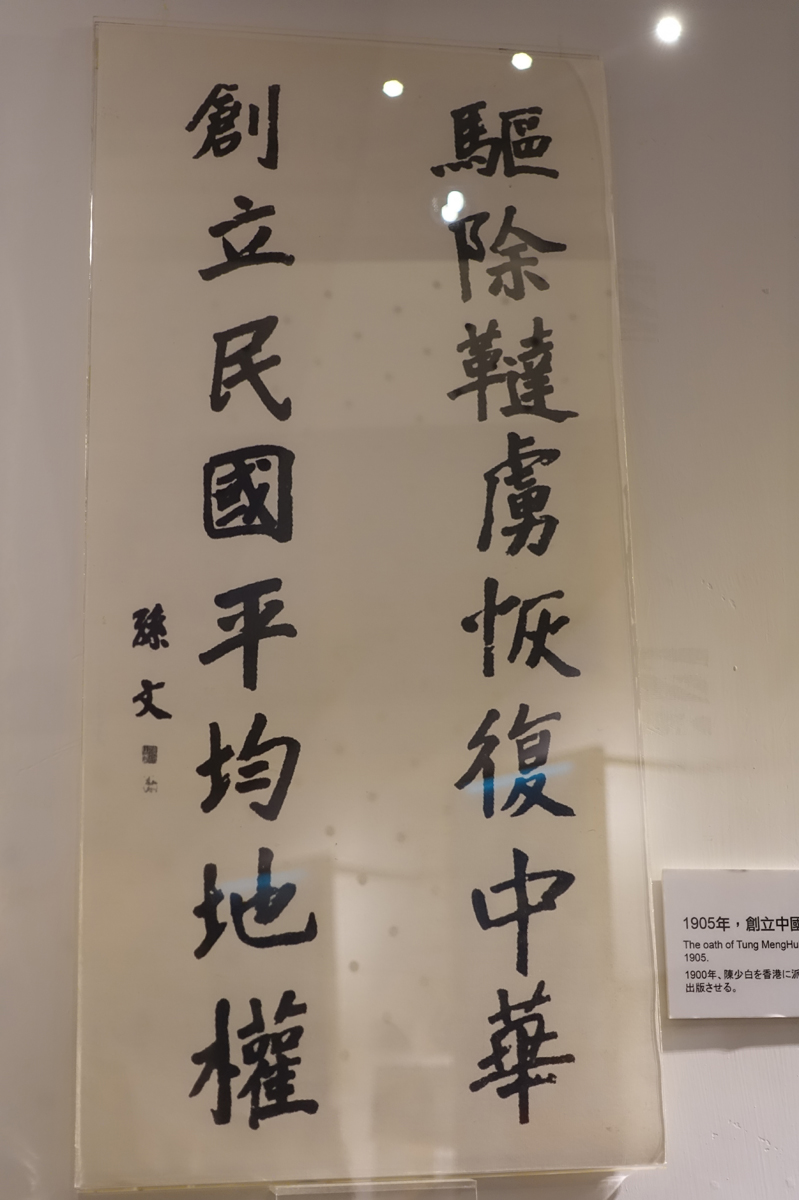 驅除韃虜恢復中華
創立民國平均地權
孫文
1905年，創立中國
The oath of Tung MengHu
1905.
1900年、陳少白を香港に派
出版させる。